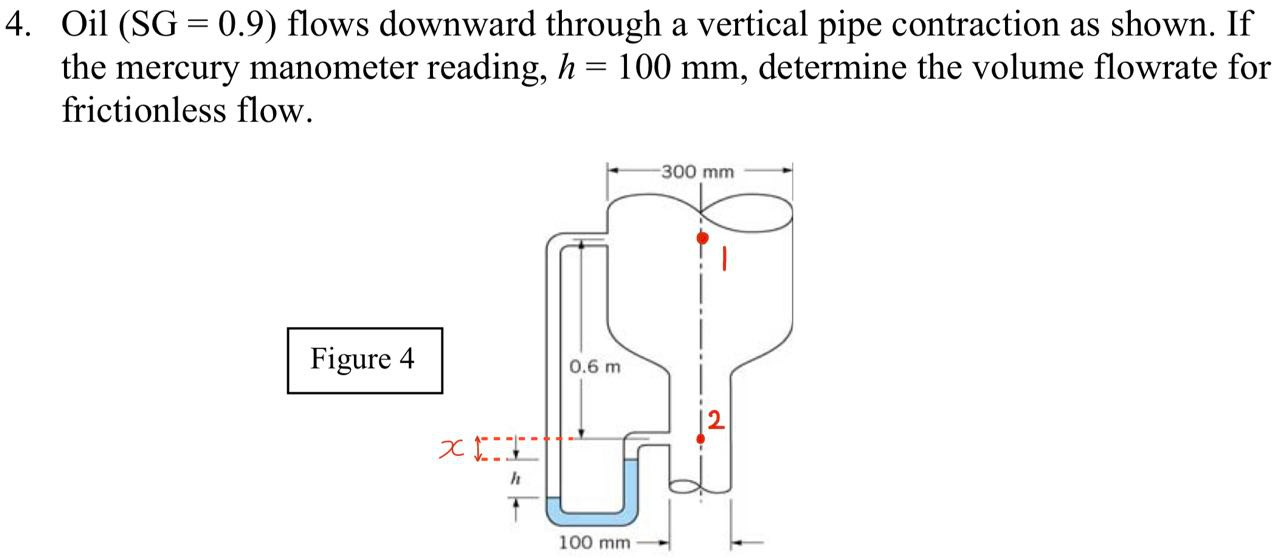 4. Oil (SG = 0.9) flows downward through a vertical pipe contraction as shown. If
the mercury manometer reading, h = 100 mm, determine the volume flowrate for
frictionless flow.
300 mm
1
Figure 4
0.6 m
2
x
h
100 mm